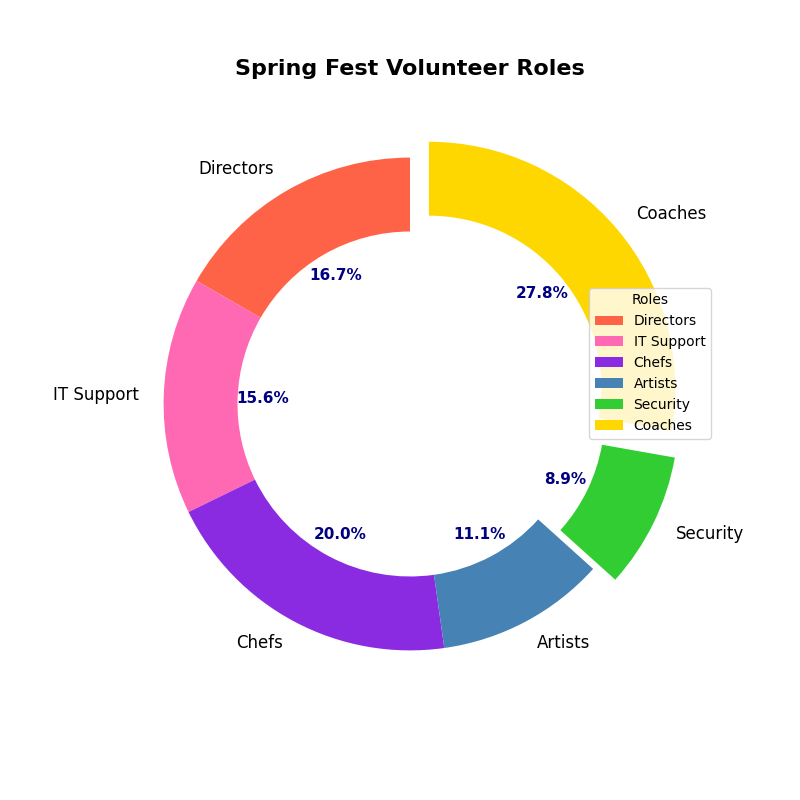 Spring Fest Volunteer Roles
Directors
Coaches
16.7%
27.8%
Roles
Directors
IT Support
Chefs
Artists
Security
Coaches
IT Support
15.6%
8.9%
20.0%
11.1%
Security
Chefs
Artists